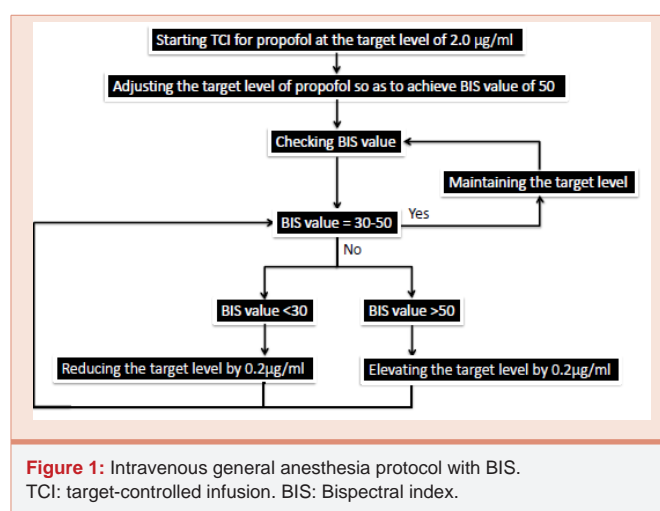 Starting TCI for propofol at the target level of 2.0 µg/ml
Adjusting the target level of propofol so as to achieve BIS value of 50
Checking BIS value
Maintaining the target level
BIS value = 30-50
Yes
No
BIS value <30
BIS value >50
Reducing the target level by 0.2µg/ml
Elevating the target level by 0.2µg/ml
Figure 1: Intravenous general anesthesia protocol with BIS.
TCI: target-controlled infusion. BIS: Bispectral index.